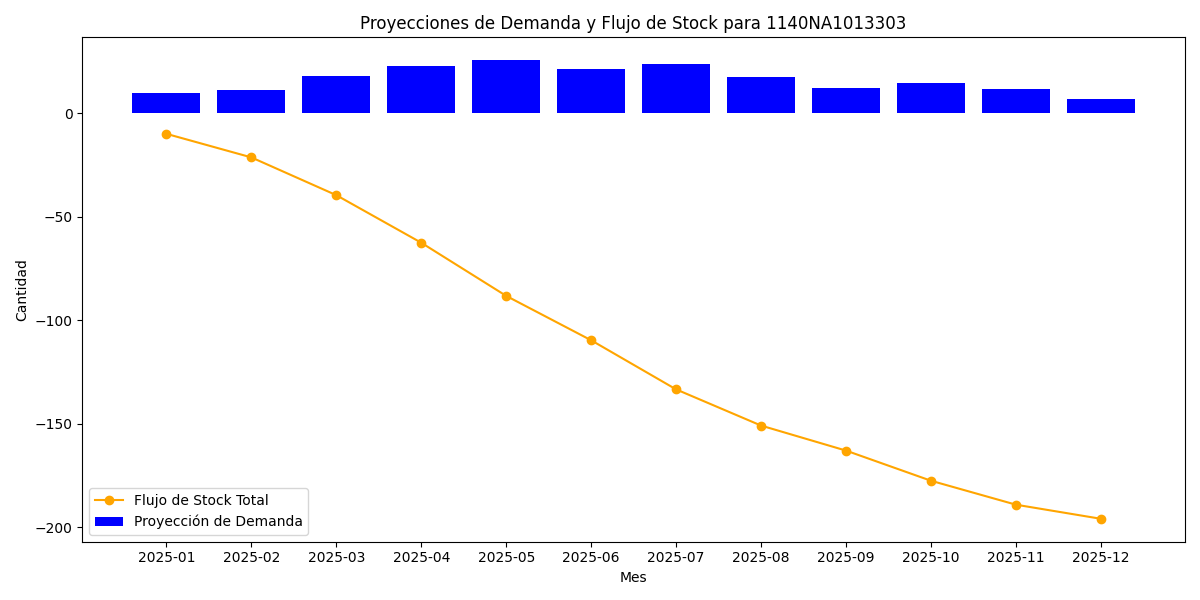 Proyecciones de Demanda y Flujo de Stock para 1140NA1013303
Cantidad
0
−50
−100
−150
−200
Flujo de Stock Total
Proyección de Demanda
2025-01 2025-02 2025-03 2025-04 2025-05 2025-06 2025-07 2025-08 2025-09 2025-10 2025-11 2025-12
Mes